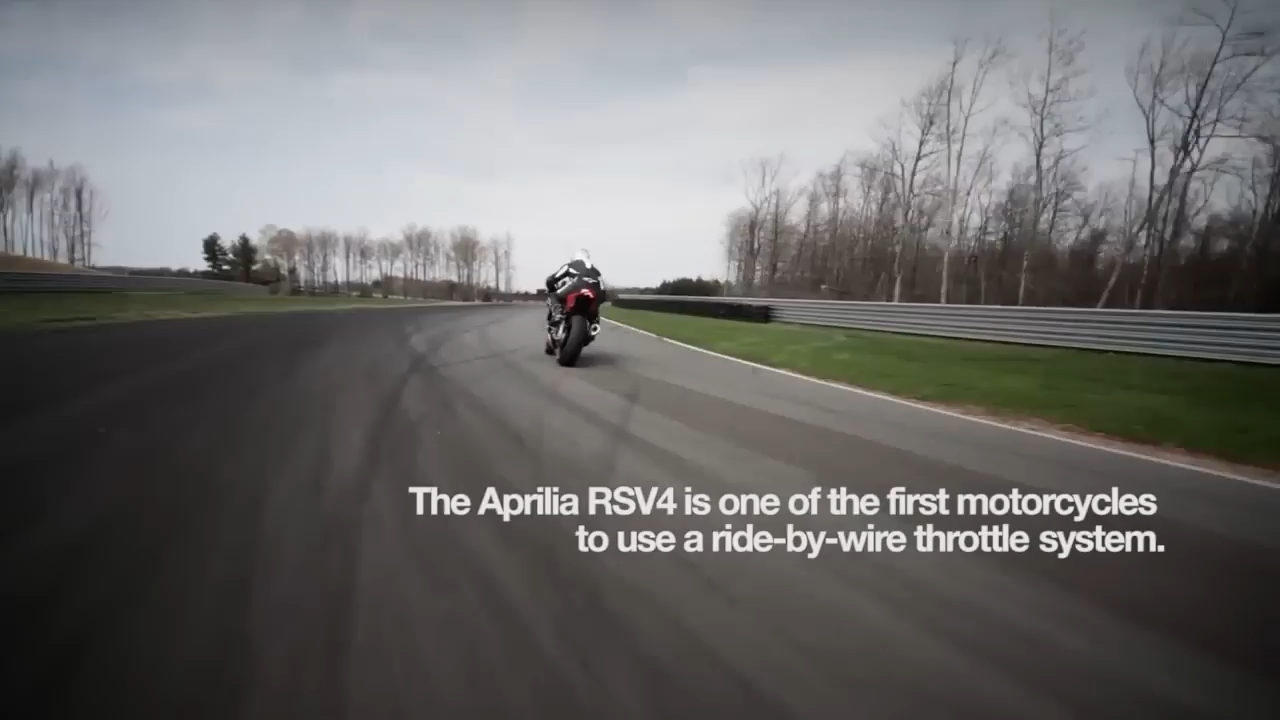 The Aprilia RSV4 is one of the first motorcycles
to use a ride-by-wire throttle system.